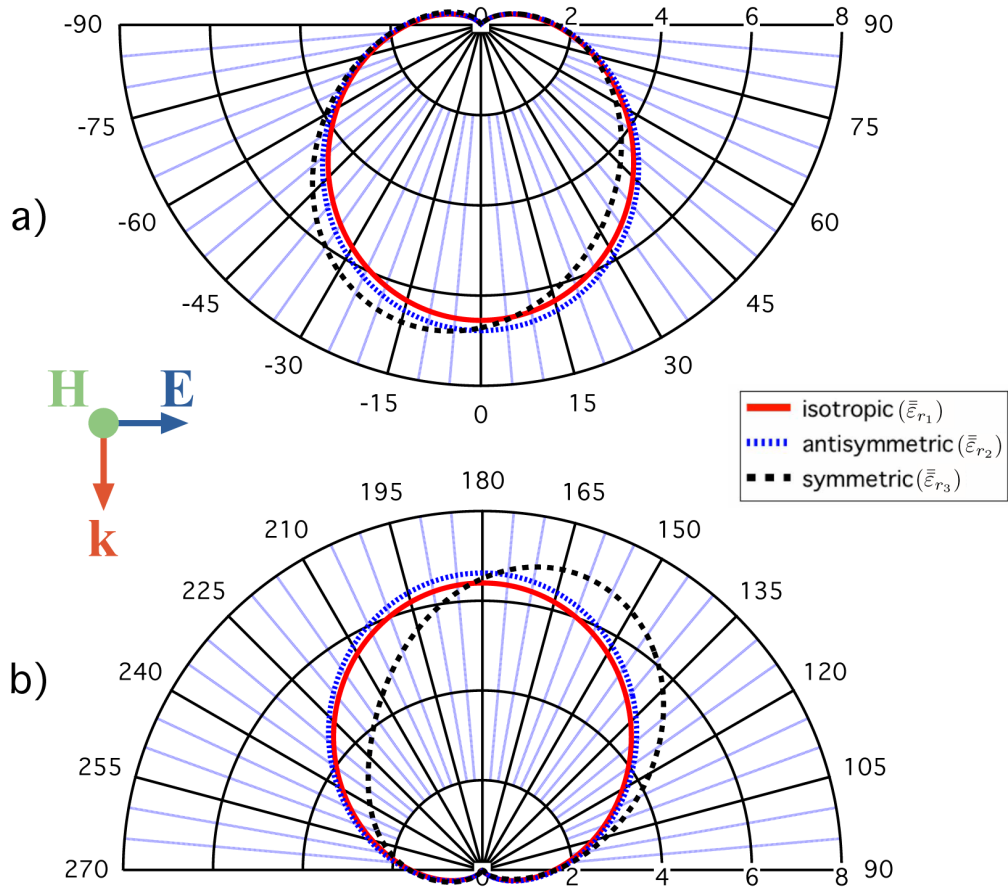 -90 0 2 4 6 8 90
-75 75
a)
-60 60
-45 45
-30 30
-15 15
0
H E
k
isotropic (ε̿r₁)
antisymmetric (ε̿r₂)
symmetric (ε̿r₃)
180
195 165
210 150
225 135
b)
240 120
255 105
270 0 2 4 6 8 90